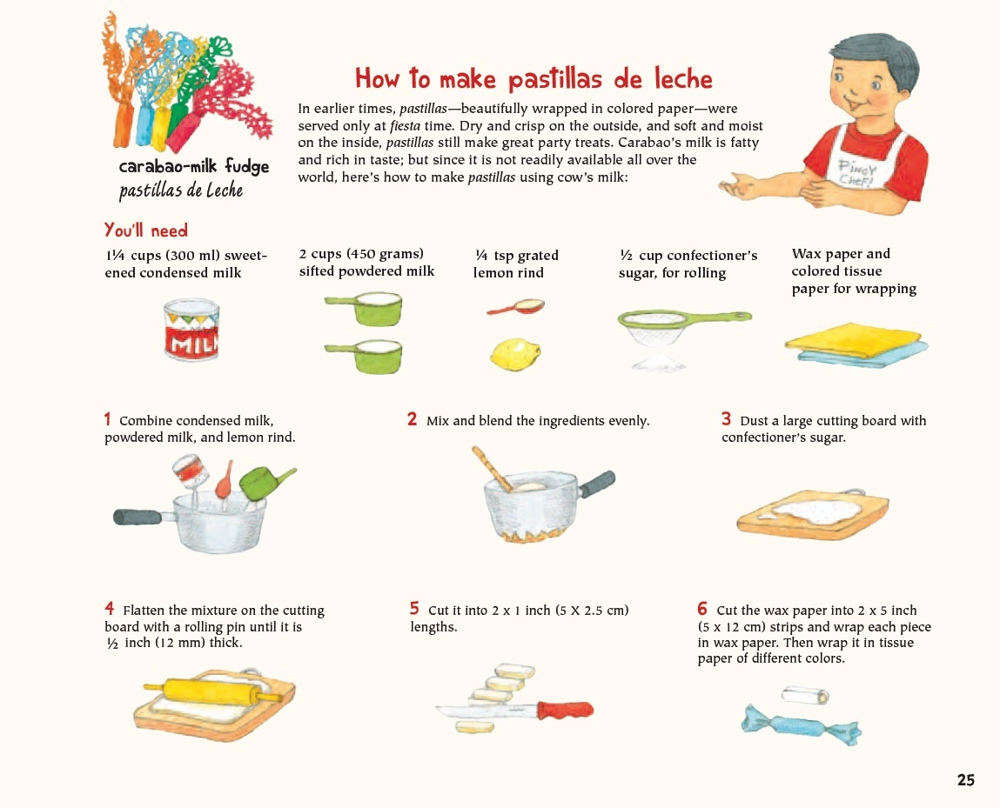 How to make pastillas de leche
In earlier times, pastillas—beautifully wrapped in colored paper—were
served only at fiesta time. Dry and crisp on the outside, and soft and moist
on the inside, pastillas still make great party treats. Carabao's milk is fatty
and rich in taste; but since it is not readily available all over the
world, here's how to make pastillas using cow's milk:
carabao-milk fudge
pastillas de Leche
PiNoY
CHeF!
You'll need
1¼ cups (300 ml) sweet-
ened condensed milk
2 cups (450 grams)
sifted powdered milk
¼ tsp grated
lemon rind
½ cup confectioner's
sugar, for rolling
Wax paper and
colored tissue
paper for wrapping
MILK
1 Combine condensed milk,
powdered milk, and lemon rind.
2 Mix and blend the ingredients evenly.
3 Dust a large cutting board with
confectioner's sugar.
4 Flatten the mixture on the cutting
board with a rolling pin until it is
½ inch (12 mm) thick.
5 Cut it into 2 x 1 inch (5 X 2.5 cm)
lengths.
6 Cut the wax paper into 2 x 5 inch
(5 x 12 cm) strips and wrap each piece
in wax paper. Then wrap it in tissue
paper of different colors.
25